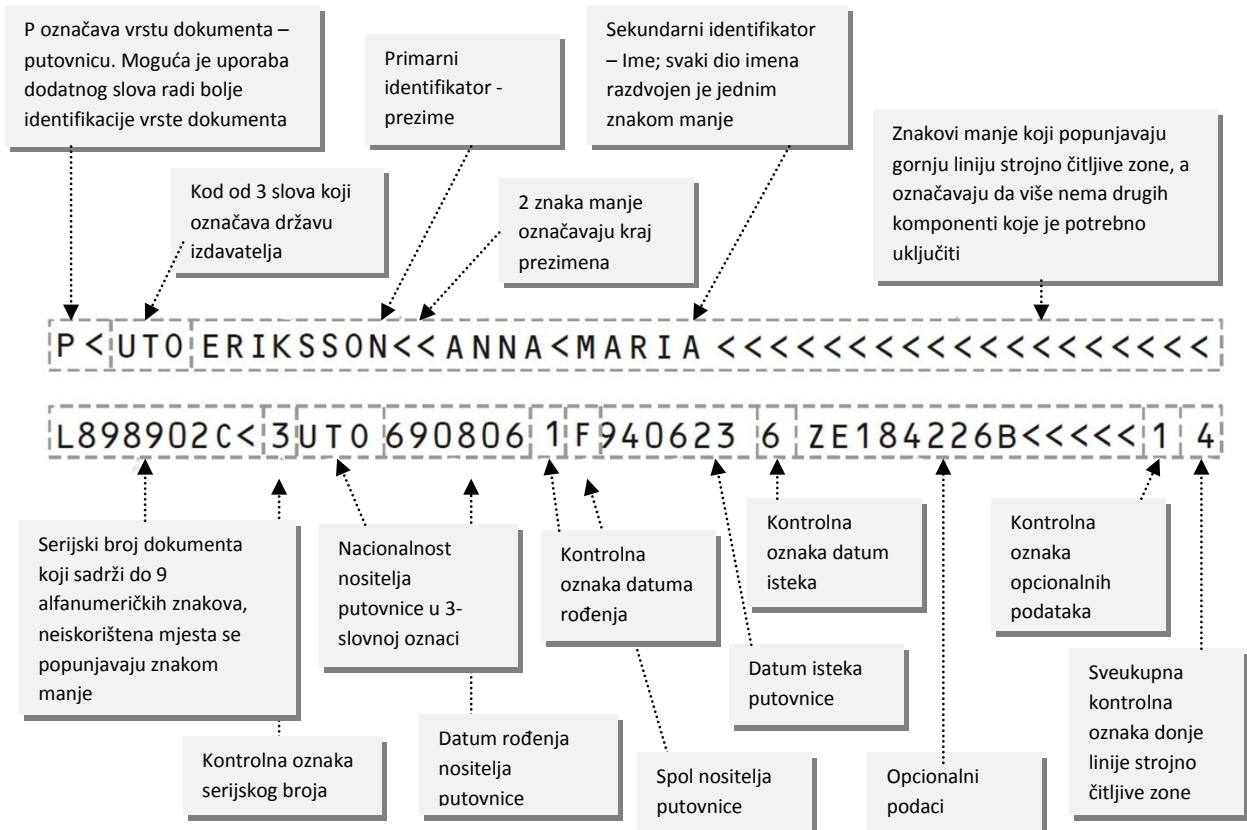 P označava vrstu dokumenta –
putovnicu. Moguća je uporaba
dodatnog slova radi bolje
identifikacije vrste dokumenta
Primarni
identifikator -
prezime
Sekundarni identifikator
– Ime; svaki dio imena
razdvojen je jednim
znakom manje
Znakovi manje koji popunjavaju
gornju liniju strojno čitljive zone, a
označavaju da više nema drugih
komponenti koje je potrebno
uključiti
Kod od 3 slova koji
označava državu
izdavatelja
2 znaka manje
označavaju kraj
prezimena
P<UTOERIKSSON<<ANNA<MARIA<<<<<<<<<<<<<<<<<<<
L898902C<3UTO6908061F9406236ZE184226B<<<<<14
Serijski broj dokumenta
koji sadrži do 9
alfanumeričkih znakova,
neiskorištena mjesta se
popunjavaju znakom
manje
Nacionalnost
nositelja
putovnice u 3-
slovnoj oznaci
Kontrolna
oznaka datuma
rođenja
Kontrolna
oznaka datum
isteka
Kontrolna
oznaka
opcionalnih
podataka
Datum isteka
putovnice
Sveukupna
kontrolna
oznaka donje
linije strojno
čitljive zone
Kontrolna oznaka
serijskog broja
Datum rođenja
nositelja
putovnice
Spol nositelja
putovnice
Opcionalni
podaci